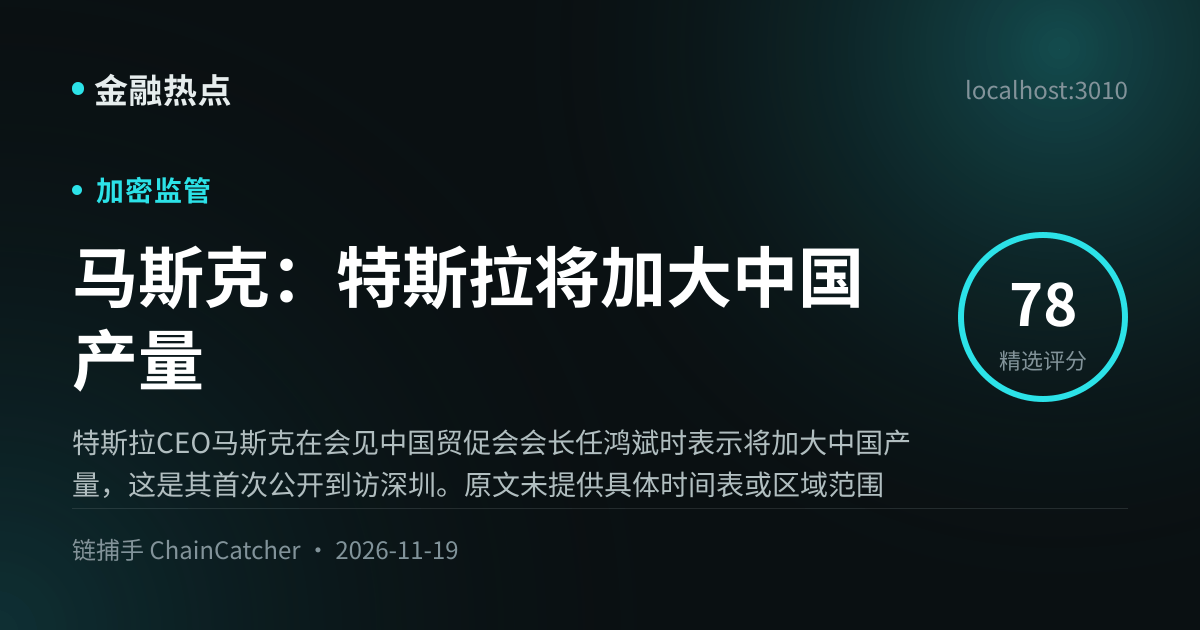 金融热点
localhost:3010
加密监管
马斯克：特斯拉将加大中国
产量
78
精选评分
特斯拉CEO马斯克在会见中国贸促会会长任鸿斌时表示将加大中国产
量，这是其首次公开到访深圳。原文未提供具体时间表或区域范围
链捕手 ChainCatcher · 2026-11-19